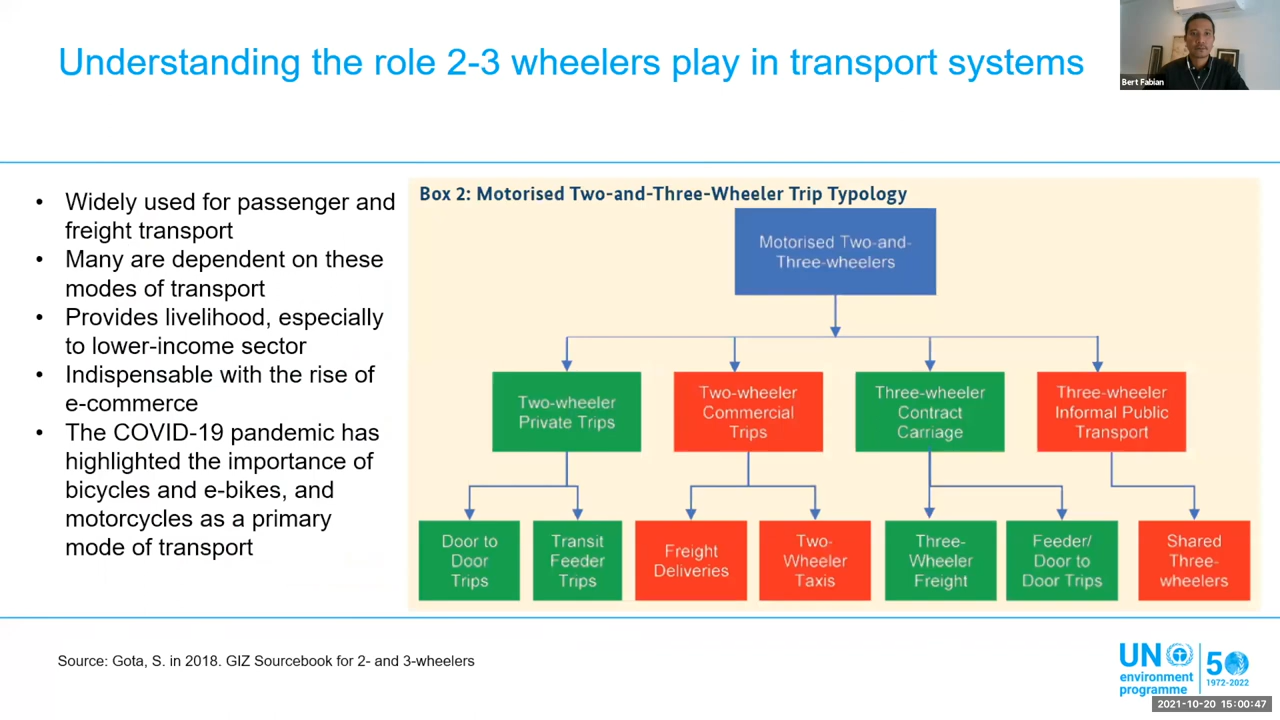 Understanding the role 2-3 wheelers play in transport systems
Bert Fabian
• Widely used for passenger and
freight transport
• Many are dependent on these
modes of transport
• Provides livelihood, especially
to lower-income sector
• Indispensable with the rise of
e-commerce
• The COVID-19 pandemic has
highlighted the importance of
bicycles and e-bikes, and
motorcycles as a primary
mode of transport
Box 2: Motorised Two-and-Three-Wheeler Trip Typology
Motorised Two-and-
Three-wheelers
Two-wheeler
Private Trips
Two-wheeler
Commercial
Trips
Three-wheeler
Contract
Carriage
Three-wheeler
Informal Public
Transport
Door to
Door
Trips
Transit
Feeder
Trips
Freight
Deliveries
Two-
Wheeler
Taxis
Three-
Wheeler
Freight
Feeder/
Door to
Door Trips
Shared
Three-
wheelers
Source: Gota, S. in 2018. GIZ Sourcebook for 2- and 3-wheelers
UN
environment
programme
50
1972-2022
2021-10-20 15:00:47